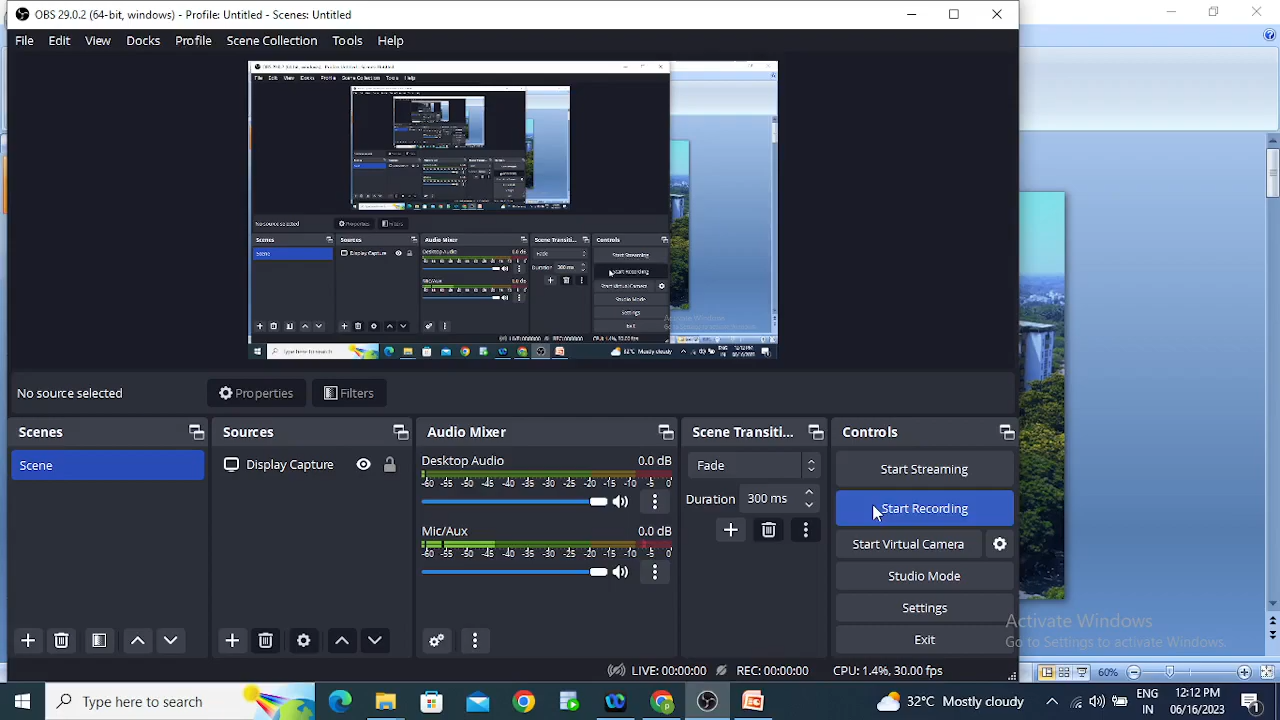 OBS 29.0.2 (64-bit, windows) - Profile: Untitled - Scenes: Untitled
File Edit View Docks Profile Scene Collection Tools Help
No source selected
Properties Filters
No source selected Properties Filters
Scenes Sources Audio Mixer Scene Transiti... Controls
Scene Display Capture Desktop Audio 0.0 dB Fade Start Streaming
-60 -55 -50 -45 -40 -35 -30 -25 -20 -15 -10 -5 0
Duration 300 ms Start Recording
Mic/Aux 0.0 dB
Start Virtual Camera
-60 -55 -50 -45 -40 -35 -30 -25 -20 -15 -10 -5 0
Studio Mode
Settings
Activate Windows
Exit
Go to Settings to activate Windows.
LIVE: 00:00:00 REC: 00:00:00 CPU: 1.4%, 30.00 fps
60%
Type here to search 32°C Mostly cloudy ENG IN 12:12 PM 06/16/2023 1